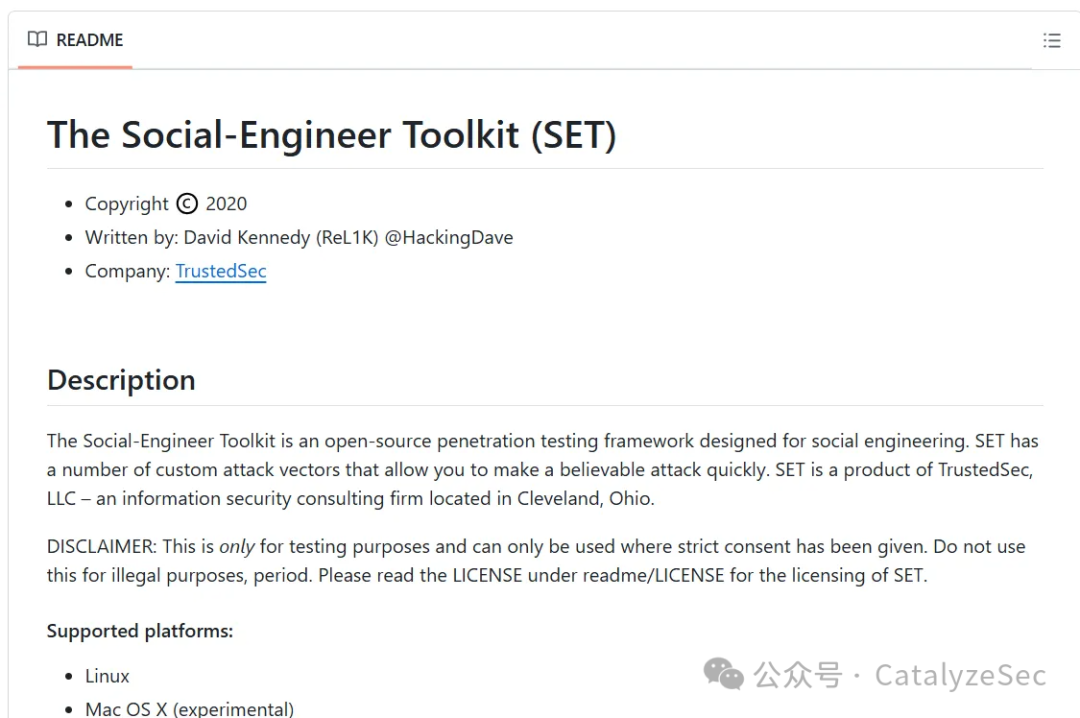 README
The Social-Engineer Toolkit (SET)
Copyright © 2020
Written by: David Kennedy (ReL1K) @HackingDave
Company: TrustedSec
Description
The Social-Engineer Toolkit is an open-source penetration testing framework designed for social engineering. SET has
a number of custom attack vectors that allow you to make a believable attack quickly. SET is a product of TrustedSec,
LLC – an information security consulting firm located in Cleveland, Ohio.
DISCLAIMER: This is only for testing purposes and can only be used where strict consent has been given. Do not use
this for illegal purposes, period. Please read the LICENSE under readme/LICENSE for the licensing of SET.
Supported platforms:
Linux
Mac OS X (experimental)
公众号 · CatalyzeSec